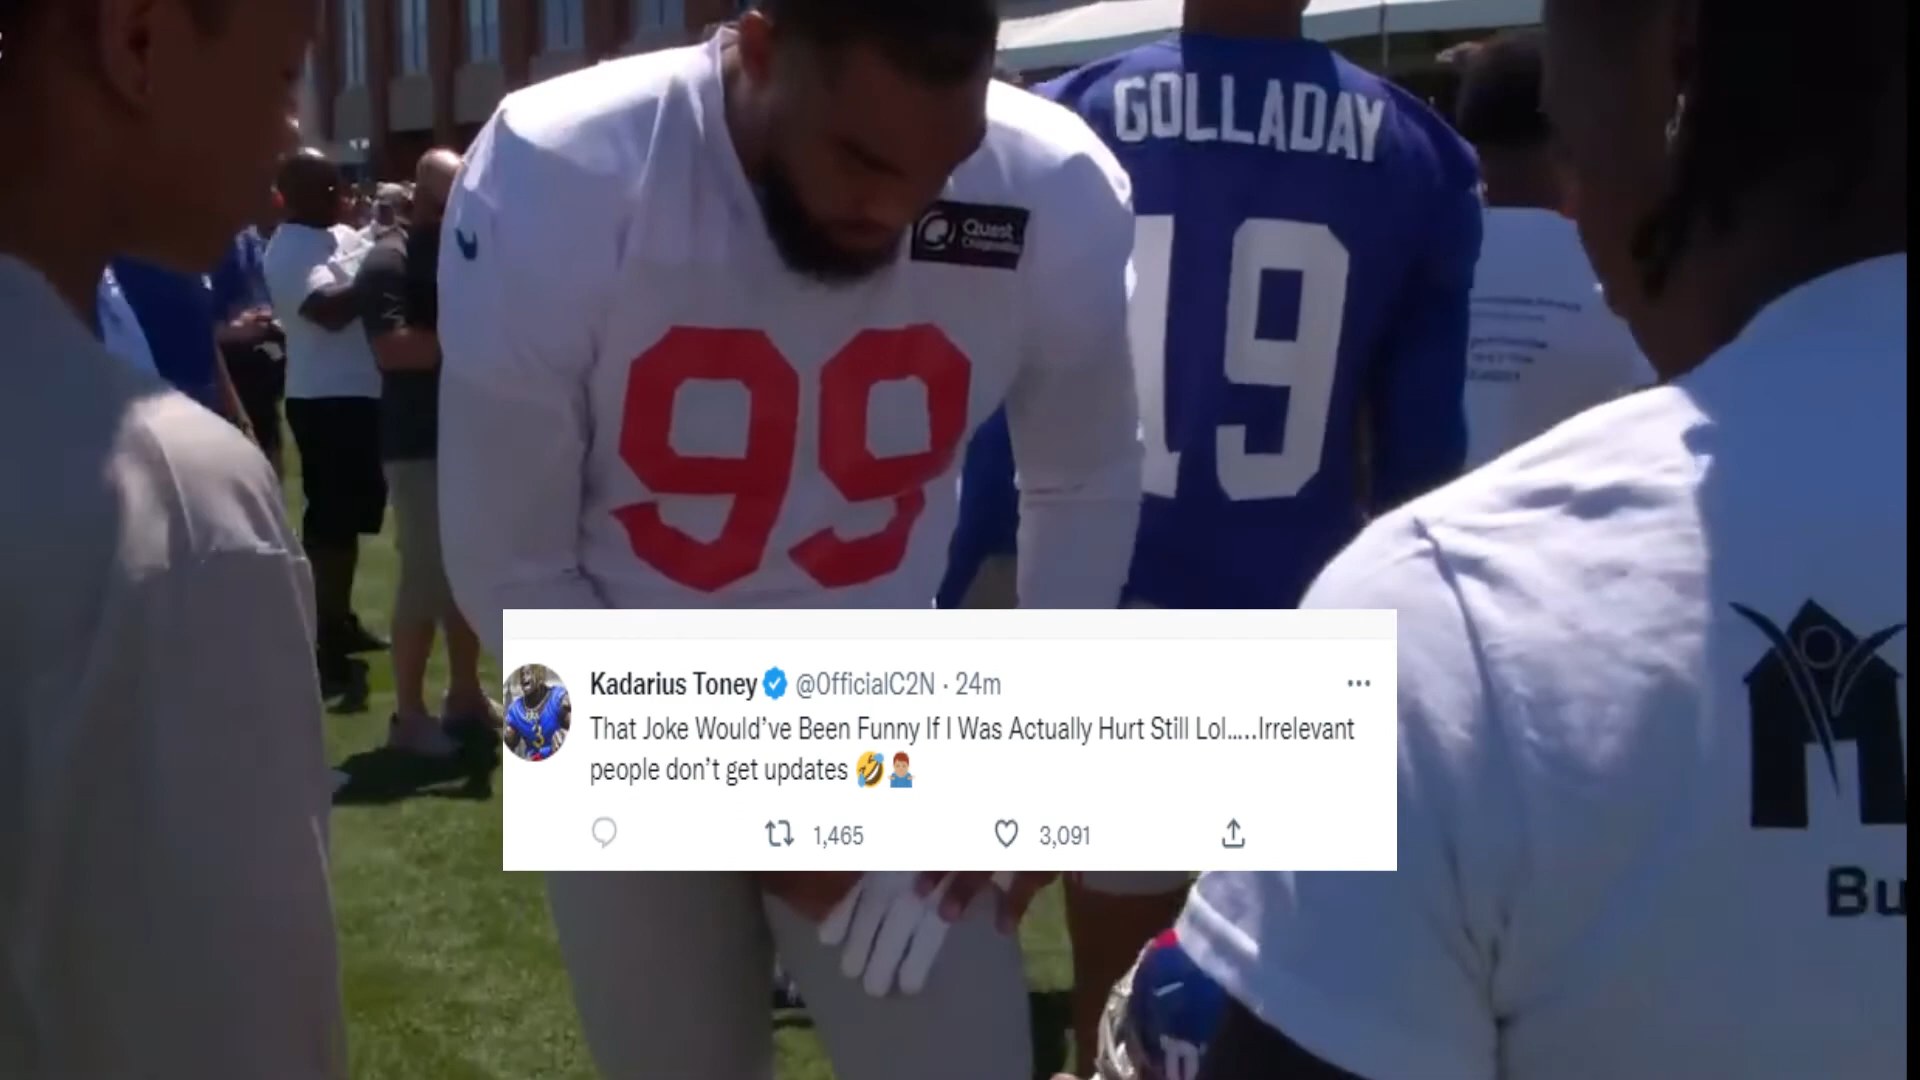 GOLLADAY
19
Quest
Diagnostics
99
Kadarius Toney @OfficialC2N · 24m
That Joke Would’ve Been Funny If I Was Actually Hurt Still Lol…..Irrelevant
people don’t get updates 🤣🤷🏽‍♂️
1,465 3,091
Bu